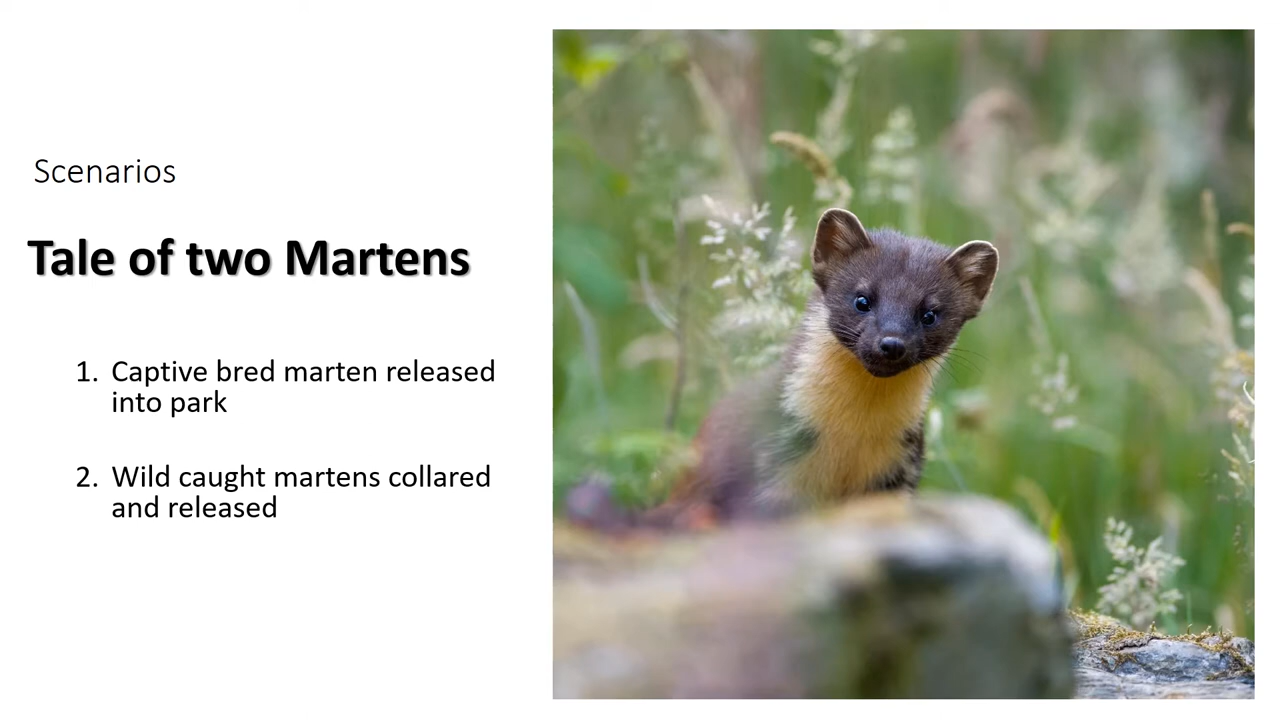 Scenarios
Tale of two Martens
1. Captive bred marten released
into park
2. Wild caught martens collared
and released